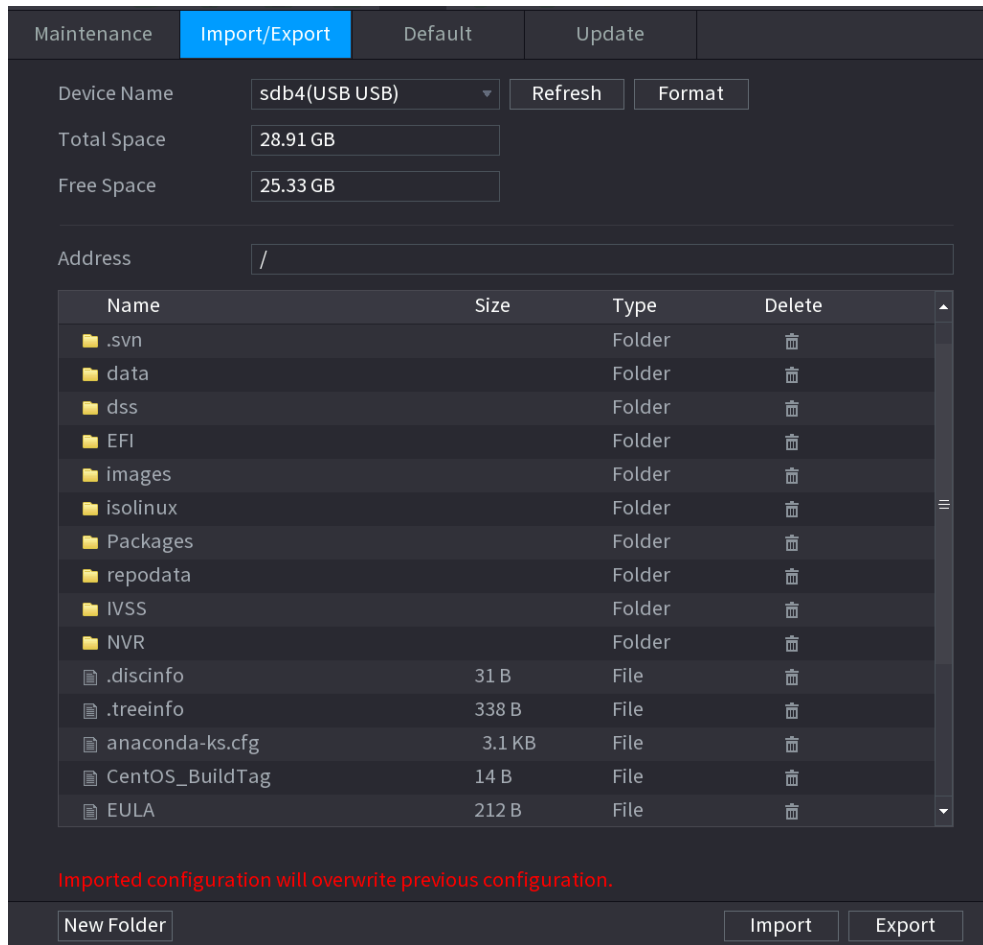 Maintenance Import/Export Default Update
Device Name sdb4(USB USB) Refresh Format
Total Space 28.91 GB
Free Space 25.33 GB
Address /
Name Size Type Delete
.svn Folder
data Folder
dss Folder
EFI Folder
images Folder
isolinux Folder
Packages Folder
repodata Folder
IVSS Folder
NVR Folder
.discinfo 31 B File
.treeinfo 338 B File
anaconda-ks.cfg 3.1 KB File
CentOS_BuildTag 14 B File
EULA 212 B File
Imported configuration will overwrite previous configuration.
New Folder Import Export